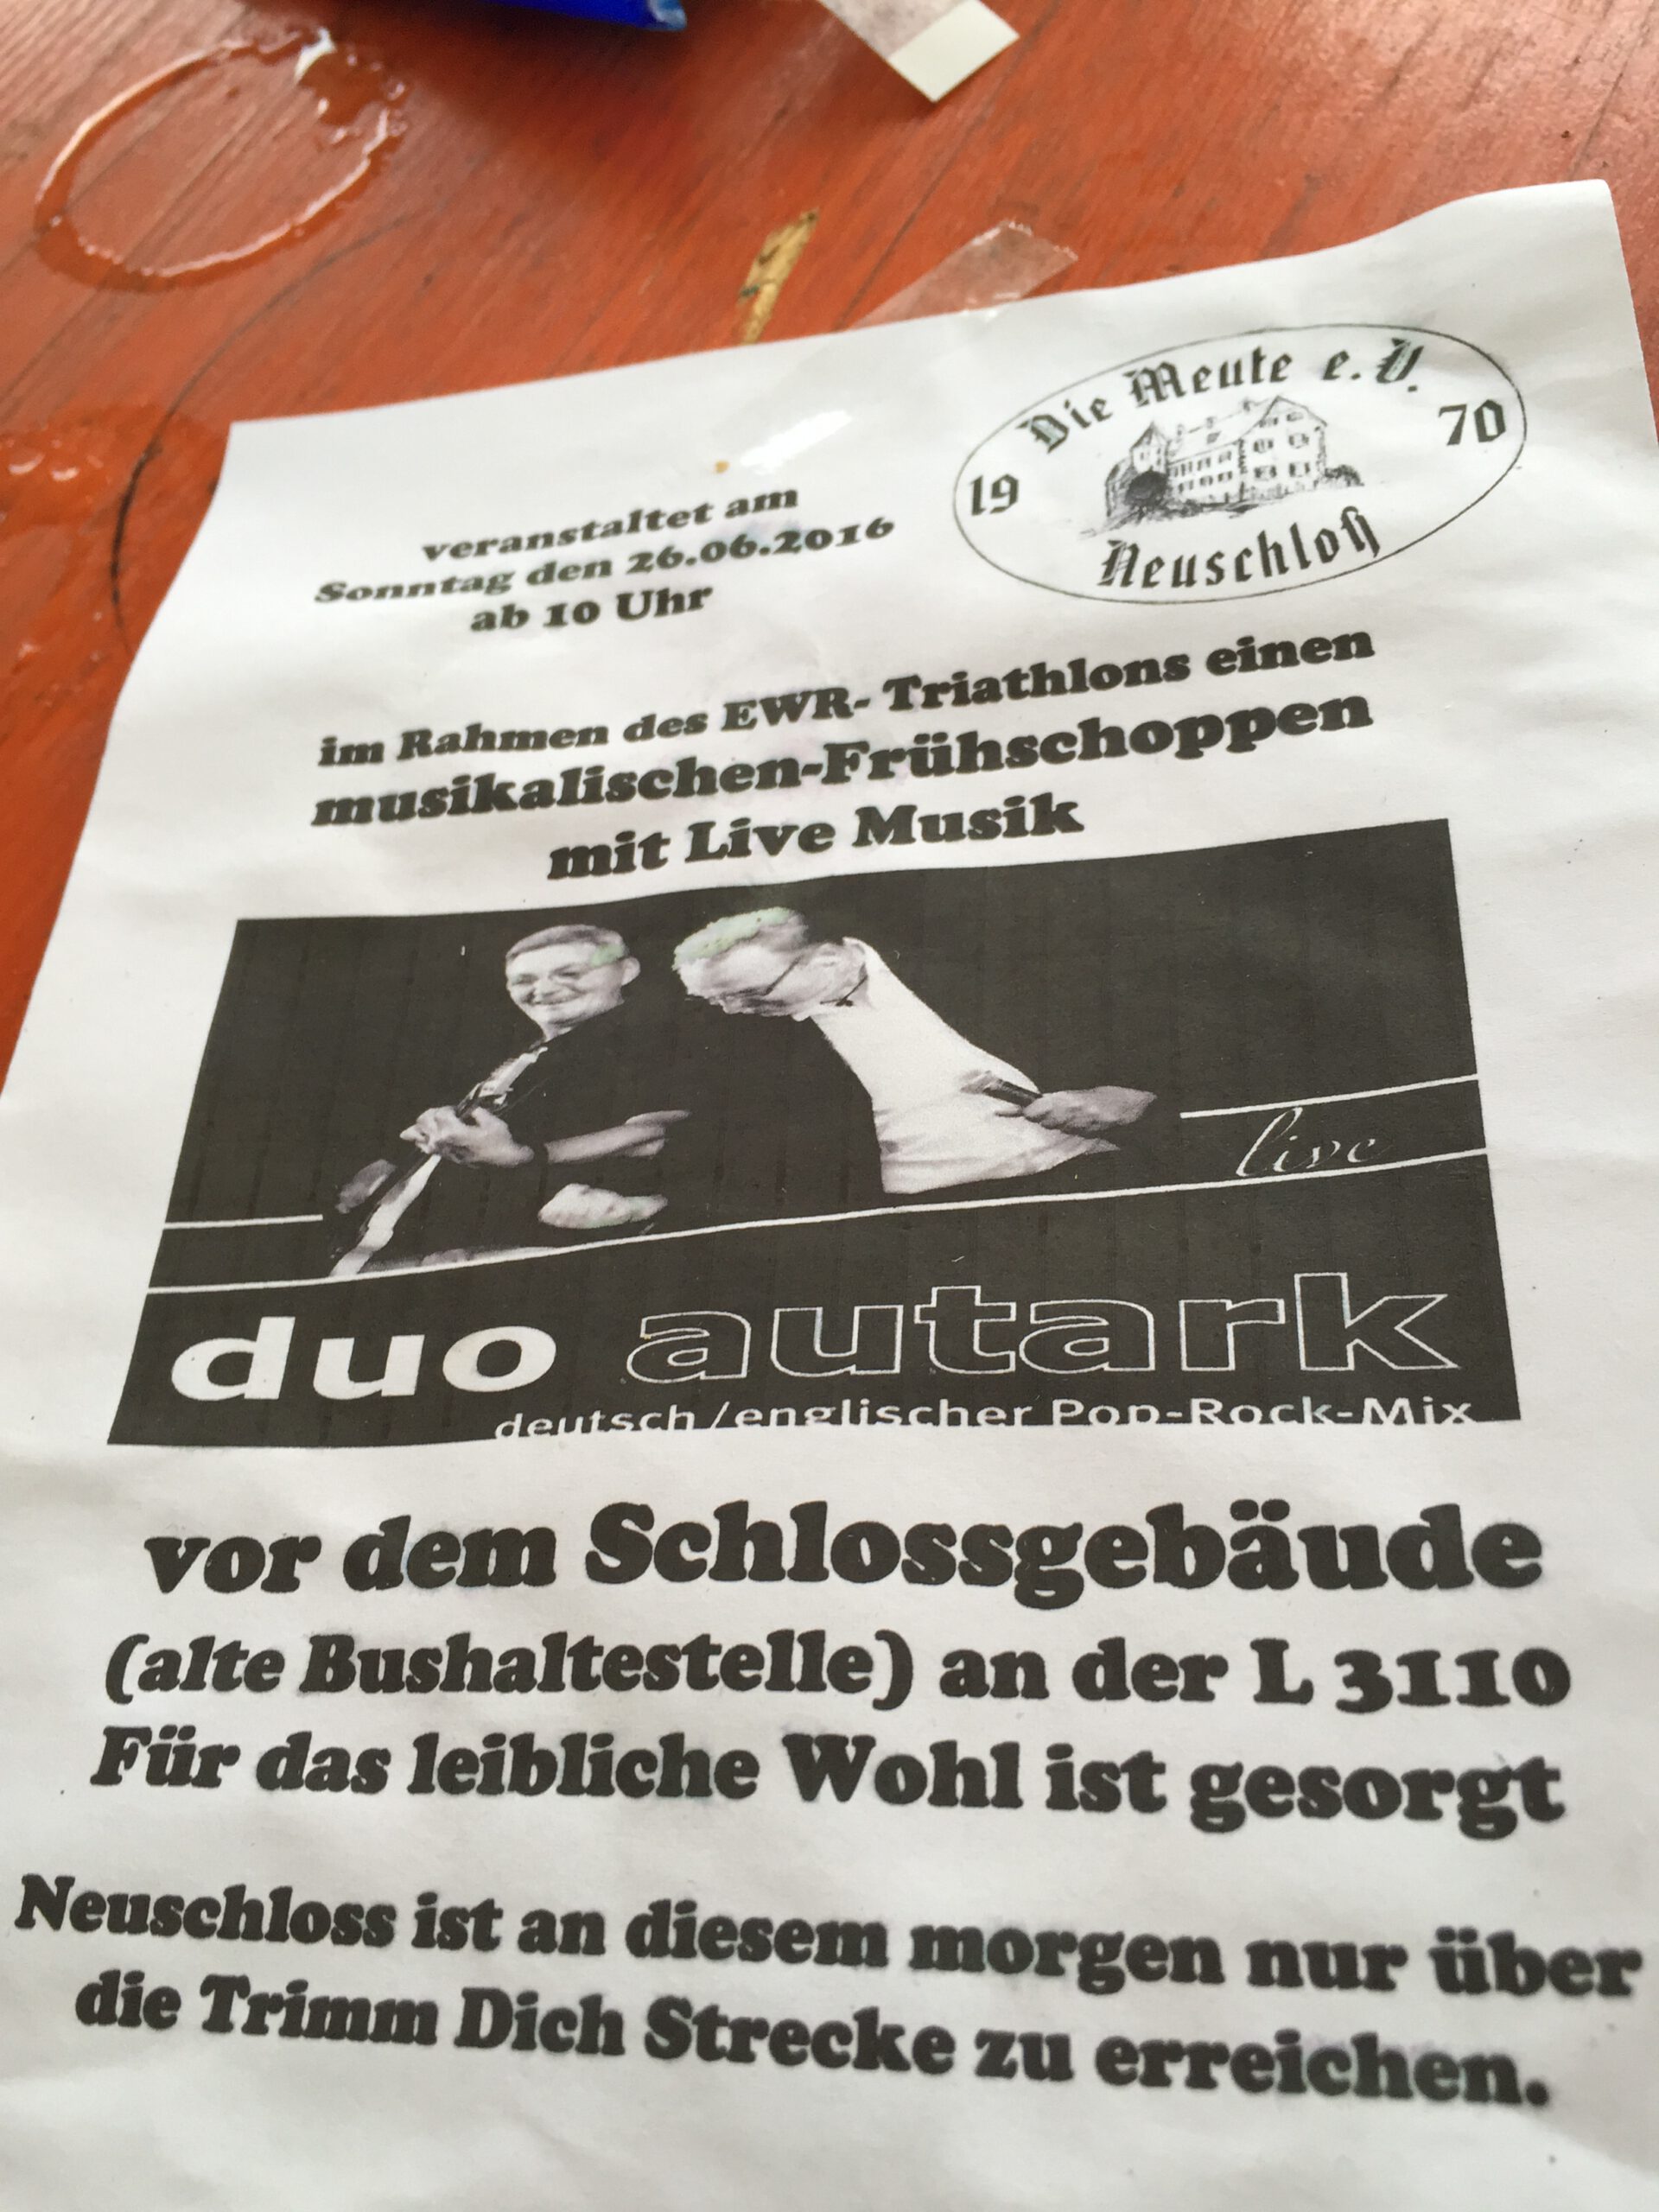 Die Meute e.V.
19 70
Neuschloß
veranstaltet am
Sonntag den 26.06.2016
ab 10 Uhr
im Rahmen des EWR- Triathlons einen
musikalischen-Frühschoppen
mit Live Musik
live
duo autark
deutsch/englischer Pop-Rock-Mix
vor dem Schlossgebäude
(alte Bushaltestelle) an der L 3110
Für das leibliche Wohl ist gesorgt
Neuschloss ist an diesem morgen nur über
die Trimm Dich Strecke zu erreichen.